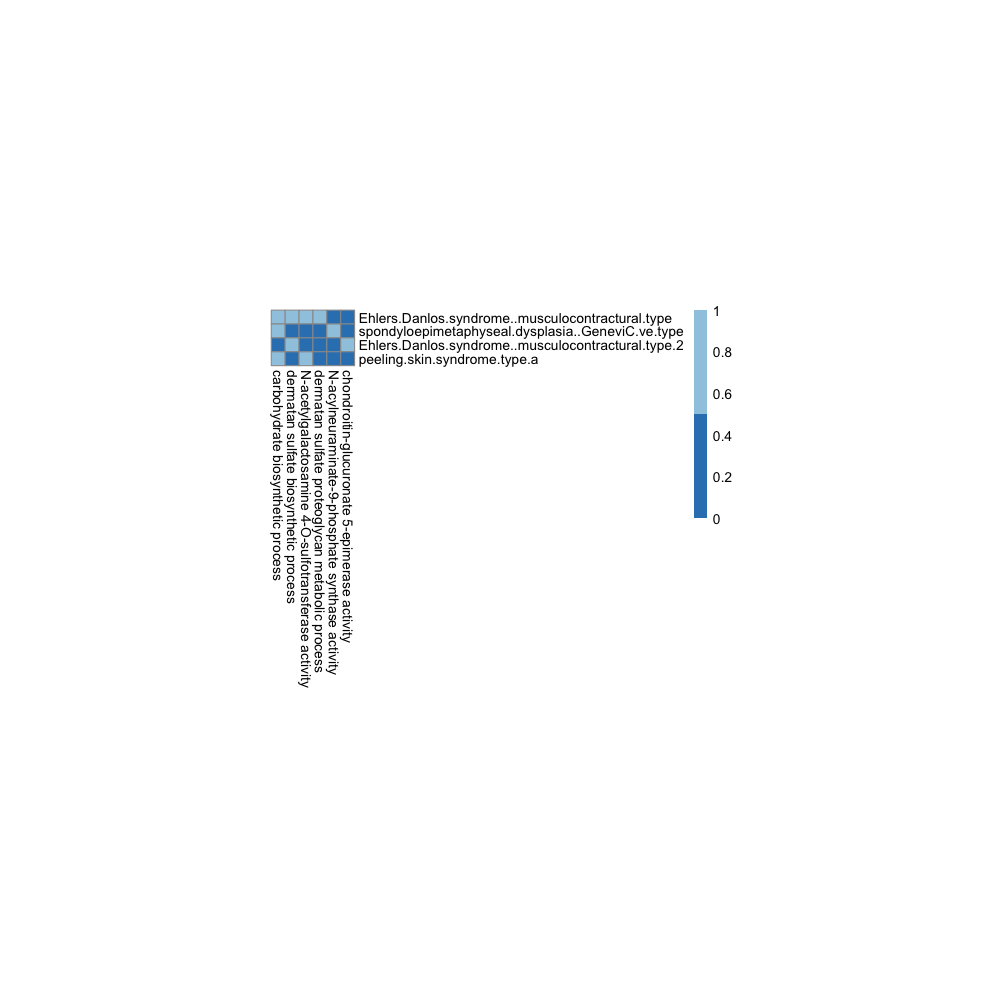 Ehlers.Danlos.syndrome..musculocontractural.type
spondyloepimetaphyseal.dysplasia..GeneviC.ve.type
Ehlers.Danlos.syndrome..musculocontractural.type.2
peeling.skin.syndrome.type.a
carbohydrate biosynthetic process
dermatan sulfate biosynthetic process
N-acetylgalactosamine 4-O-sulfotransferase activity
dermatan sulfate proteoglycan metabolic process
N-acylneuraminate-9-phosphate synthase activity
chondroitin-glucuronate 5-epimerase activity
1
0.8
0.6
0.4
0.2
0